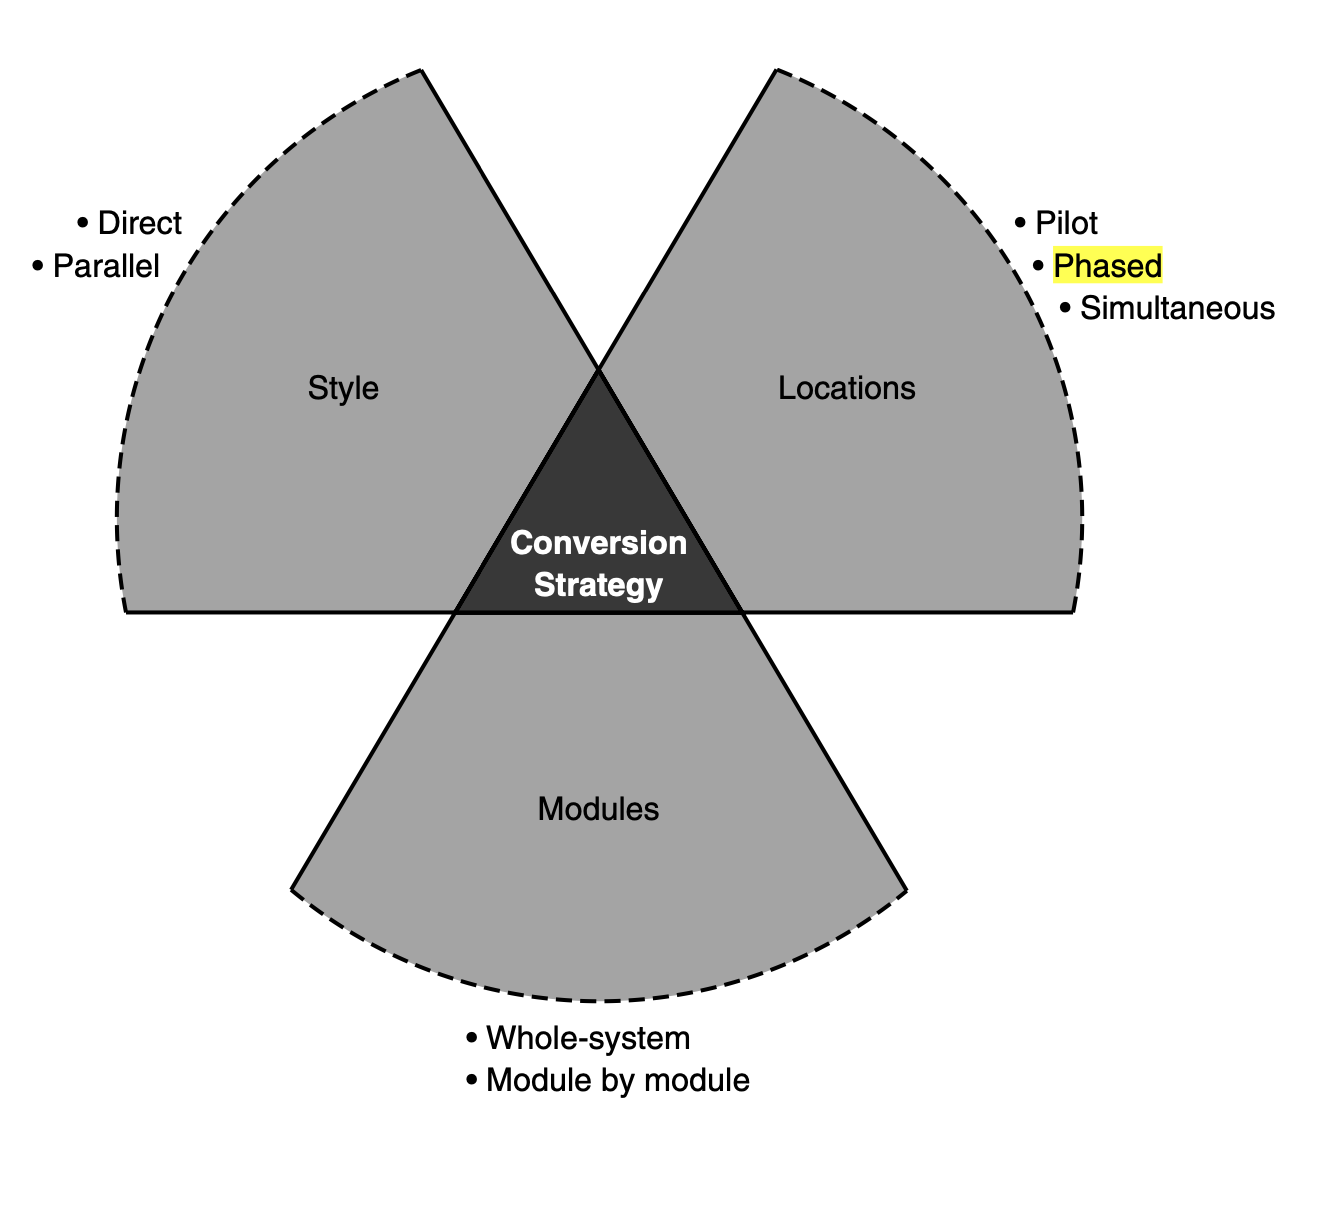 • Direct
• Parallel
Style
• Pilot
• Phased
• Simultaneous
Locations
Conversion
Strategy
Modules
• Whole-system
• Module by module